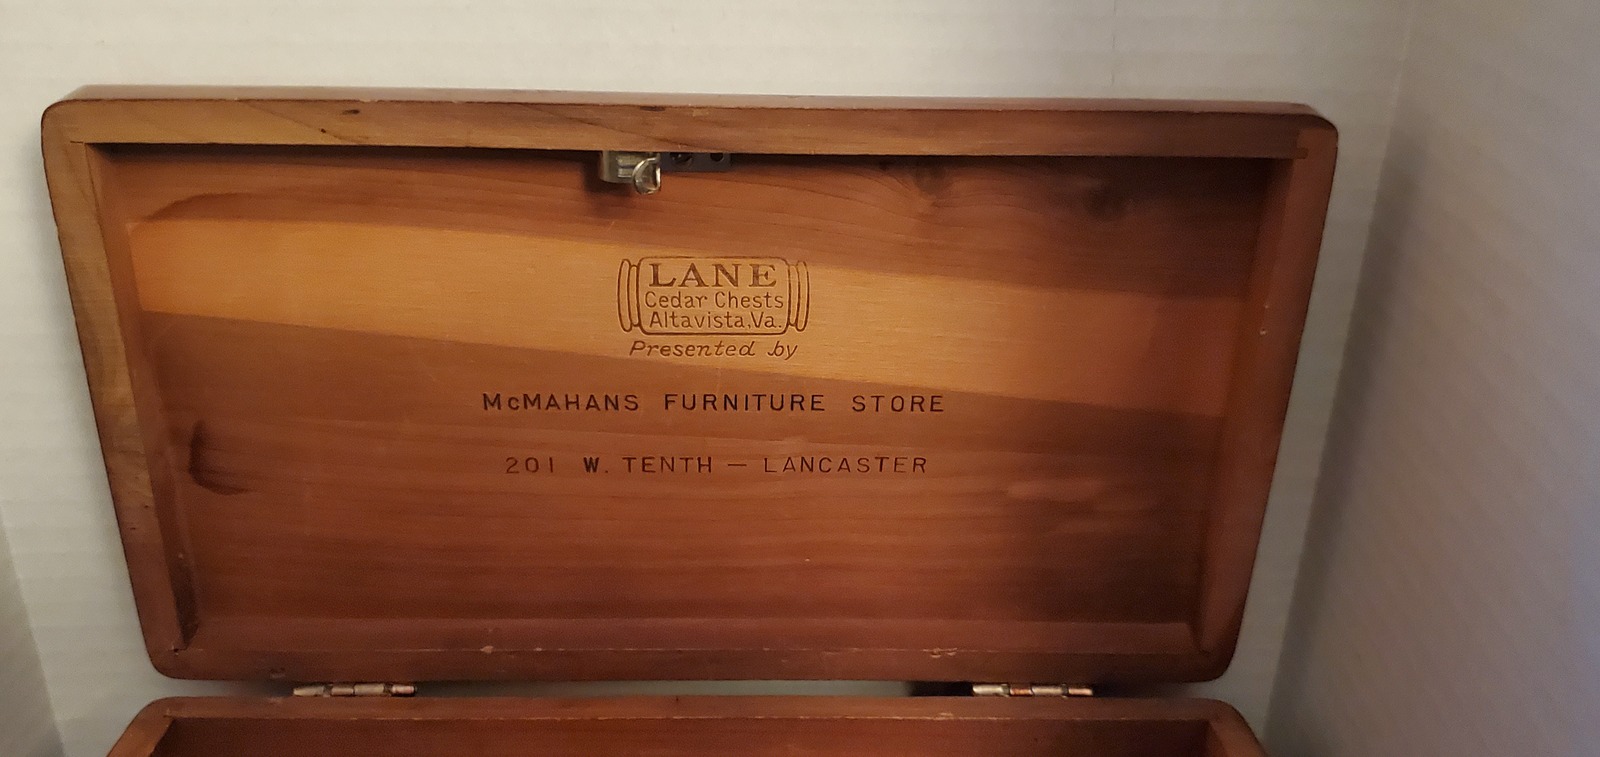 LANE
Cedar Chests
Altavista, Va.
Presented by
McMAHANS FURNITURE STORE
201 W. TENTH — LANCASTER